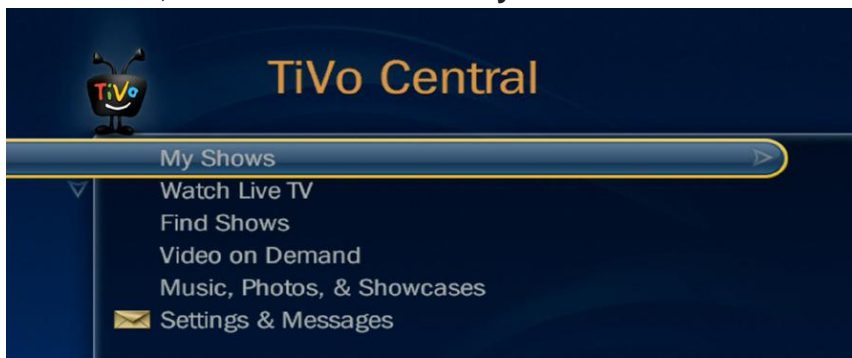 TiVo
TiVo Central
My Shows
Watch Live TV
Find Shows
Video on Demand
Music, Photos, & Showcases
Settings & Messages